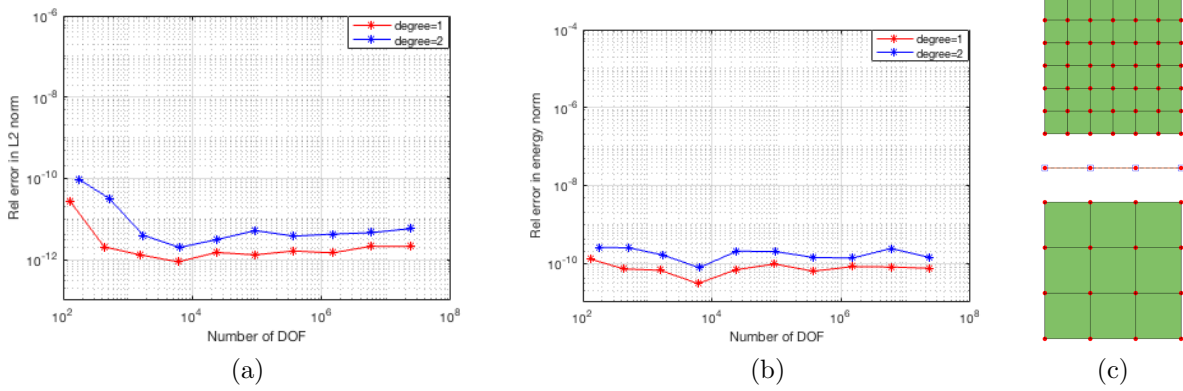 10^-6
10^-8
10^-10
10^-12
Rel error in L2 norm
degree=1
degree=2
10^2
10^4
10^6
10^8
Number of DOF
(a)
10^-4
10^-6
10^-8
10^-10
Rel error in energy norm
degree=1
degree=2
10^2
10^4
10^6
10^8
Number of DOF
(b)
(c)